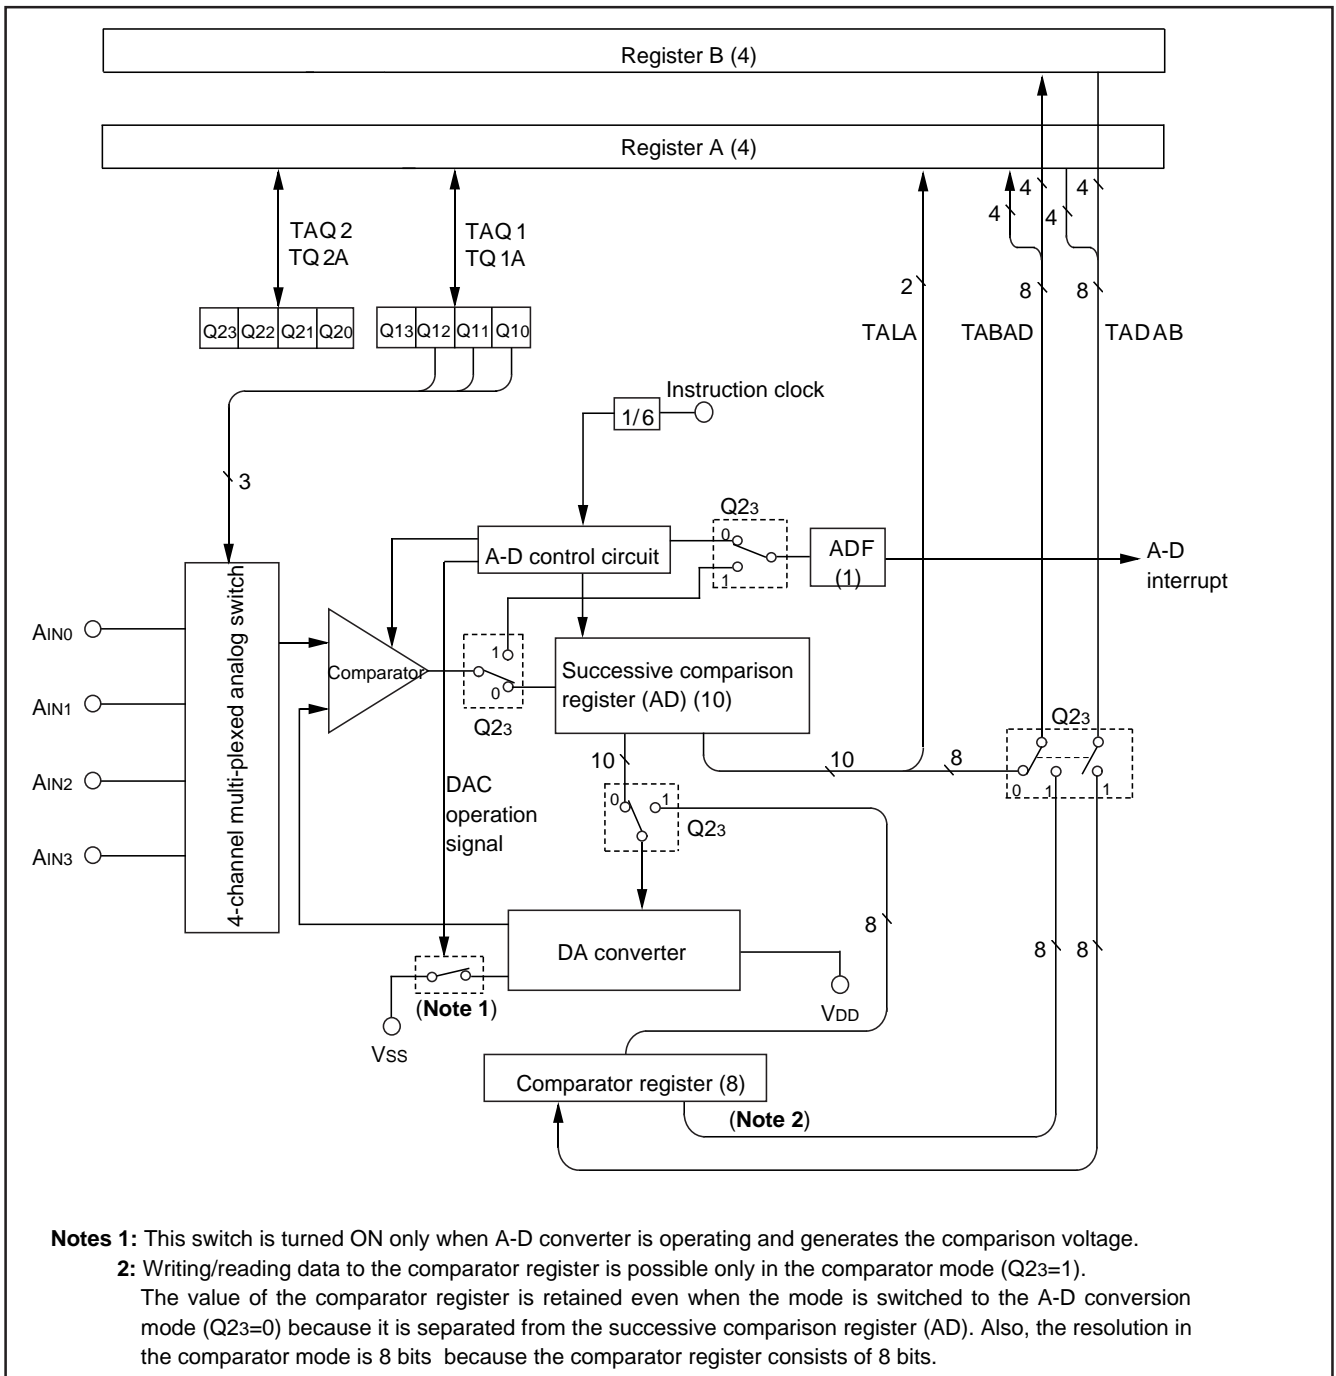 Register B (4)
Register A (4)
4
4
4
4
TAQ2
TQ2A
TAQ1
TQ1A
2
8
8
TALA
TABAD
TADAB
Q23 Q22 Q21 Q20
Q13 Q12 Q11 Q10
Instruction clock
1/6
3
Q23
0
1
A-D control circuit
ADF
(1)
A-D
interrupt
4-channel multi-plexed analog switch
AIN0
AIN1
AIN2
AIN3
Comparator
1
0
Q23
Successive comparison
register (AD) (10)
Q23
0
1
1
10
10
8
DAC
operation
signal
0
1
Q23
8
8
8
DA converter
(Note 1)
VSS
VDD
Comparator register (8)
(Note 2)
Notes 1: This switch is turned ON only when A-D converter is operating and generates the comparison voltage.
2: Writing/reading data to the comparator register is possible only in the comparator mode (Q23=1).
The value of the comparator register is retained even when the mode is switched to the A-D conversion
mode (Q23=0) because it is separated from the successive comparison register (AD). Also, the resolution in
the comparator mode is 8 bits because the comparator register consists of 8 bits.